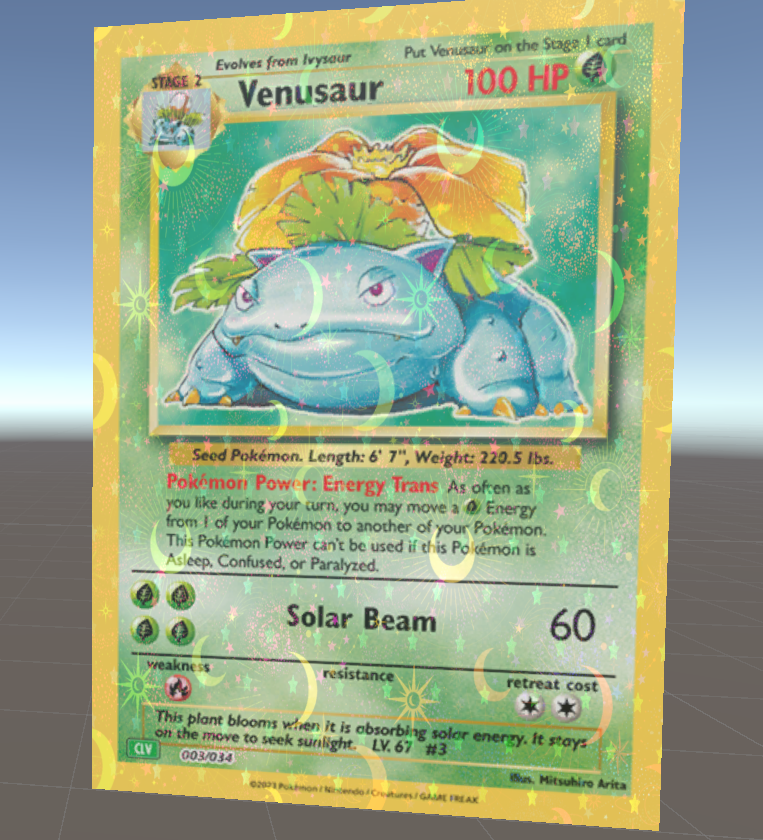 Evolves from Ivysaur
Put Venusaur on the Stage 1 card
STAGE 2
Venusaur
100 HP
Seed Pokémon. Length: 6' 7", Weight: 220.5 lbs.
Pokémon Power: Energy Trans As often as
you like during your turn, you may move a Energy
from 1 of your Pokémon to another of your Pokémon.
This Pokémon Power can't be used if this Pokémon is
Asleep, Confused, or Paralyzed.
Solar Beam 60
weakness
resistance
retreat cost
This plant blooms when it is absorbing solar energy. It stays
on the move to seek sunlight. LV. 67 #3
CLV
003/034
Illus. Mitsuhiro Arita
©2023 Pokémon / Nintendo / Creatures / GAME FREAK